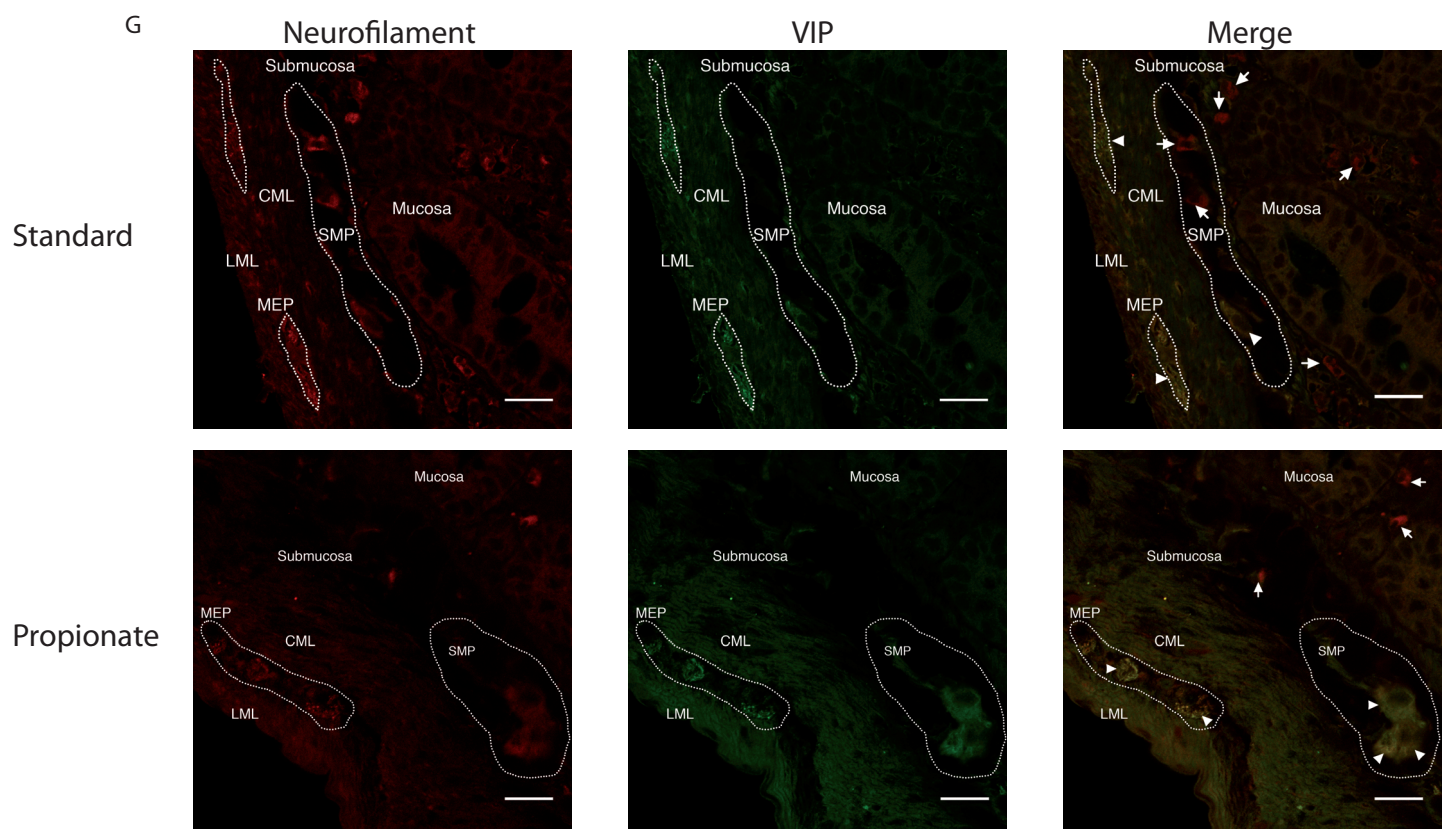 G
Neurofilament
VIP
Merge
Standard
Submucosa
CML
Mucosa
SMP
LML
MEP
Submucosa
CML
Mucosa
SMP
LML
MEP
Submucosa
CML
Mucosa
SMP
LML
MEP
Propionate
Mucosa
Submucosa
MEP
CML
SMP
LML
Mucosa
Submucosa
MEP
CML
SMP
LML
Mucosa
Submucosa
MEP
CML
SMP
LML